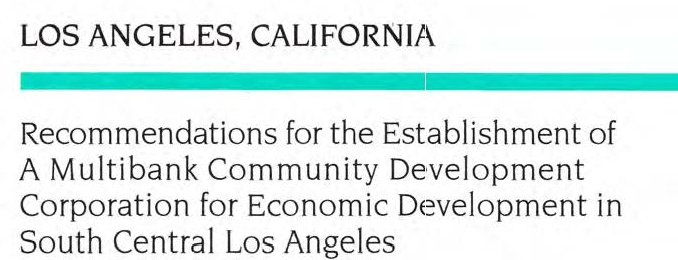 LOS ANGELES, CALIFORNIA
Recommendations for the Establishment of
A Multibank Community Development
Corporation for Economic Development in
South Central Los Angeles